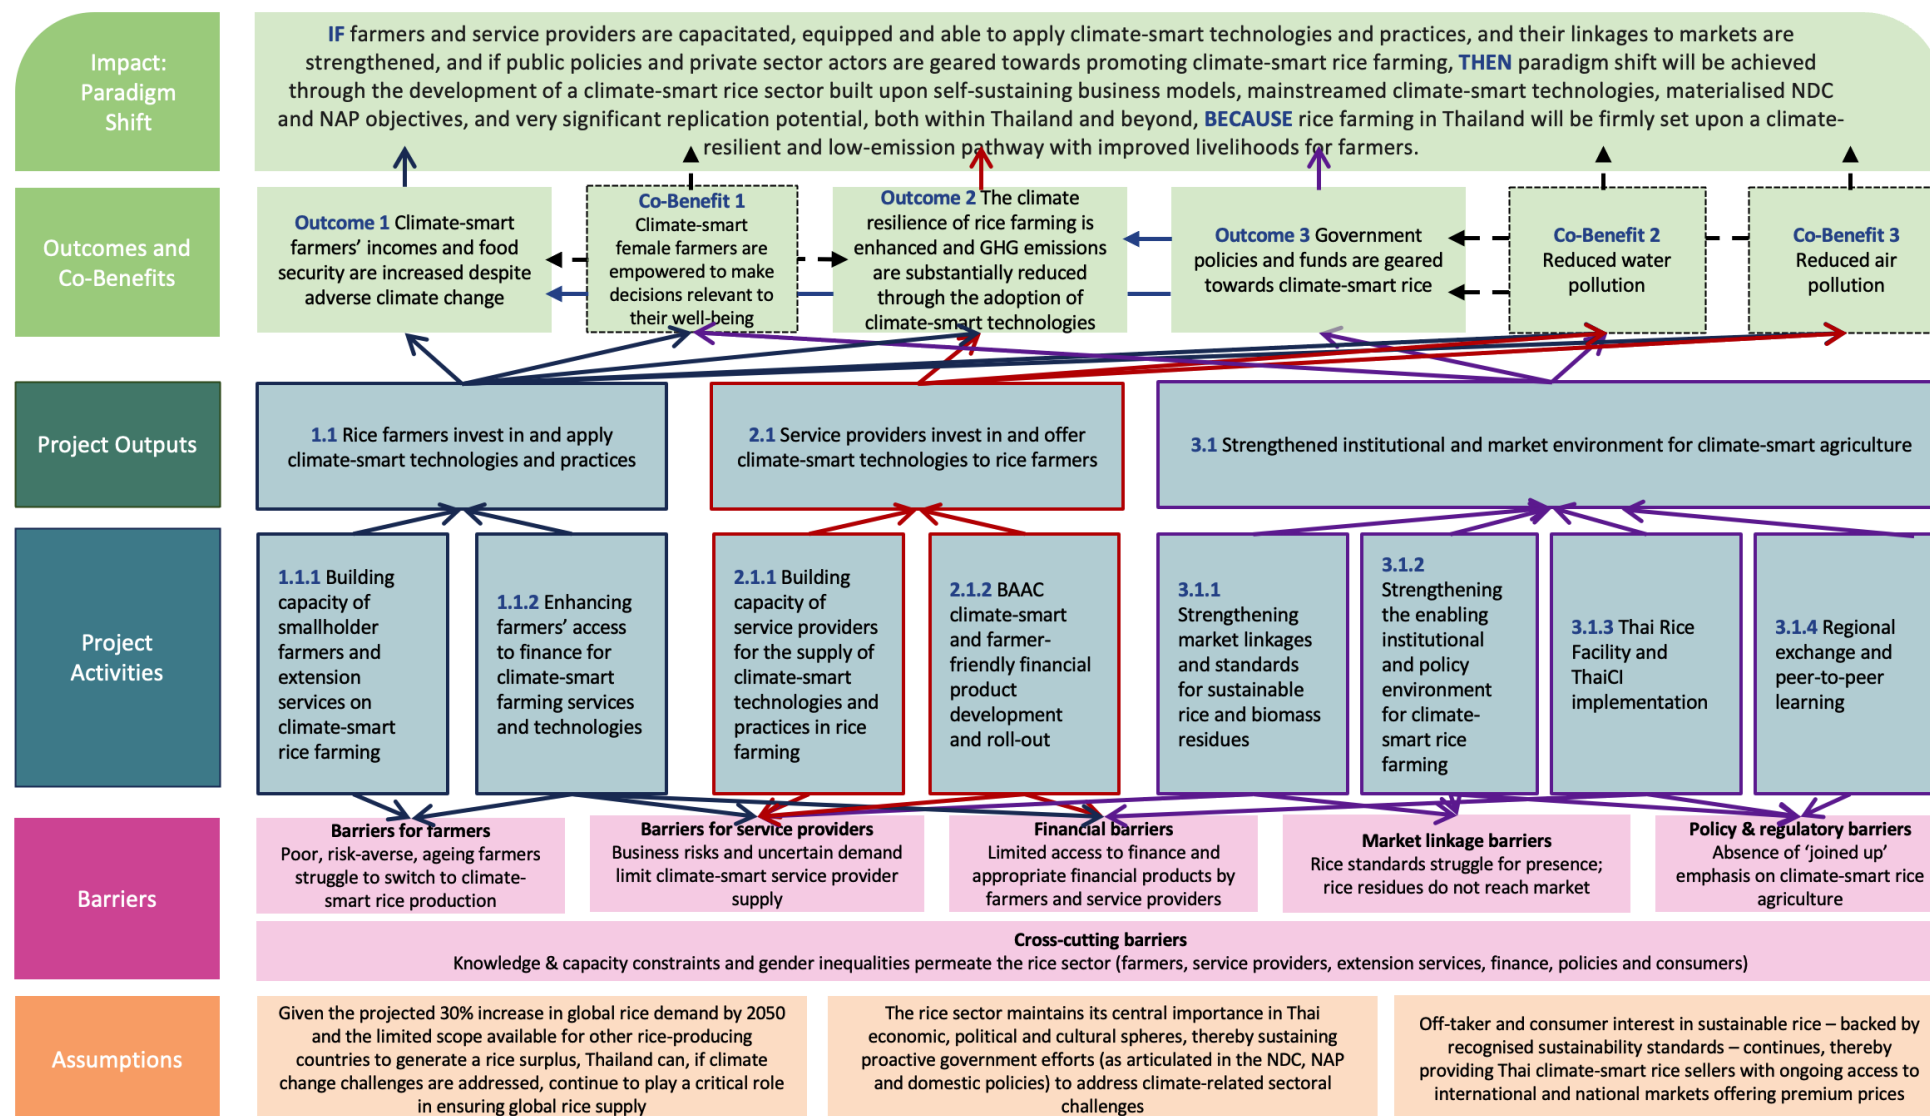 Impact:
Paradigm
Shift
IF farmers and service providers are capacitated, equipped and able to apply climate-smart technologies and practices, and their linkages to markets are
strengthened, and if public policies and private sector actors are geared towards promoting climate-smart rice farming, THEN paradigm shift will be achieved
through the development of a climate-smart rice sector built upon self-sustaining business models, mainstreamed climate-smart technologies, materialised NDC
and NAP objectives, and very significant replication potential, both within Thailand and beyond, BECAUSE rice farming in Thailand will be firmly set upon a climate-
resilient and low-emission pathway with improved livelihoods for farmers.
Outcomes and
Co-Benefits
Outcome 1 Climate-smart
farmers' incomes and food
security are increased despite
adverse climate change
Co-Benefit 1
Climate-smart
female farmers are
empowered to make
decisions relevant to
their well-being
Outcome 2 The climate
resilience of rice farming is
enhanced and GHG emissions
are substantially reduced
through the adoption of
climate-smart technologies
Outcome 3 Government
policies and funds are geared
towards climate-smart rice
Co-Benefit 2
Reduced water
pollution
Co-Benefit 3
Reduced air
pollution
Project Outputs
1.1 Rice farmers invest in and apply
climate-smart technologies and practices
2.1 Service providers invest in and offer
climate-smart technologies to rice farmers
3.1 Strengthened institutional and market environment for climate-smart agriculture
Project
Activities
1.1.1 Building
capacity of
smallholder
farmers and
extension
services on
climate-smart
rice farming
1.1.2 Enhancing
farmers' access
to finance for
climate-smart
farming services
and technologies
2.1.1 Building
capacity of
service providers
for the supply of
climate-smart
technologies and
practices in rice
farming
2.1.2 BAAC
climate-smart
and farmer-
friendly financial
product
development
and roll-out
3.1.1
Strengthening
market linkages
and standards
for sustainable
rice and biomass
residues
3.1.2
Strengthening
the enabling
institutional
and policy
environment
for climate-
smart rice
farming
3.1.3 Thai Rice
Facility and
ThaiCI
implementation
3.1.4 Regional
exchange and
peer-to-peer
learning
Barriers
Barriers for farmers
Poor, risk-averse, ageing farmers
struggle to switch to climate-
smart rice production
Barriers for service providers
Business risks and uncertain demand
limit climate-smart service provider
supply
Financial barriers
Limited access to finance and
appropriate financial products by
farmers and service providers
Market linkage barriers
Rice standards struggle for presence;
rice residues do not reach market
Policy & regulatory barriers
Absence of 'joined up'
emphasis on climate-smart rice
agriculture
Cross-cutting barriers
Knowledge & capacity constraints and gender inequalities permeate the rice sector (farmers, service providers, extension services, finance, policies and consumers)
Assumptions
Given the projected 30% increase in global rice demand by 2050
and the limited scope available for other rice-producing
countries to generate a rice surplus, Thailand can, if climate
change challenges are addressed, continue to play a critical role
in ensuring global rice supply
The rice sector maintains its central importance in Thai
economic, political and cultural spheres, thereby sustaining
proactive government efforts (as articulated in the NDC, NAP
and domestic policies) to address climate-related sectoral
challenges
Off-taker and consumer interest in sustainable rice – backed by
recognised sustainability standards – continues, thereby
providing Thai climate-smart rice sellers with ongoing access to
international and national markets offering premium prices